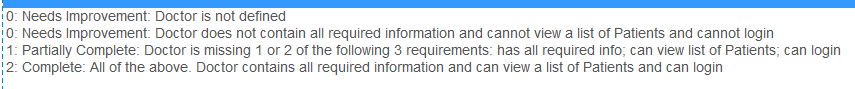 0: Needs Improvement: Doctor is not defined
0: Needs Improvement: Doctor does not contain all required information and cannot view a list of Patients and cannot login
1: Partially Complete: Doctor is missing 1 or 2 of the following 3 requirements: has all required info; can view list of Patients; can login
2: Complete: All of the above. Doctor contains all required information and can view a list of Patients and can login